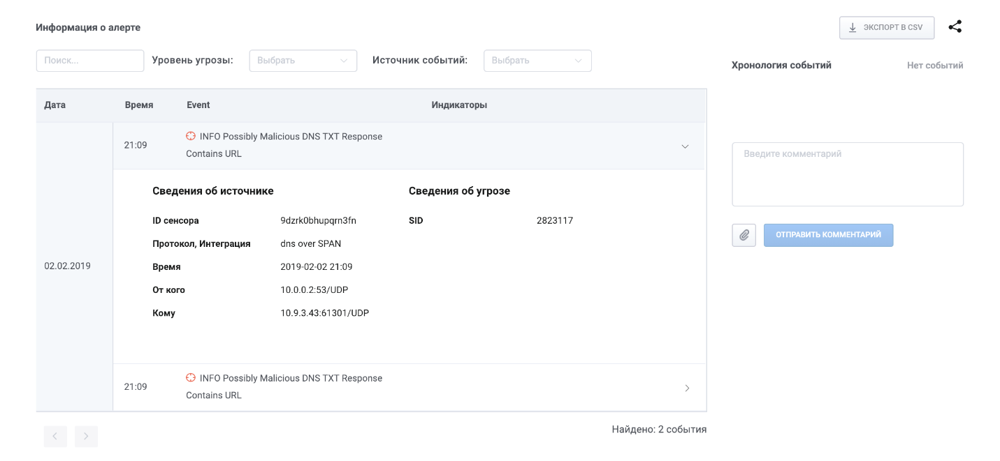 Информация о алерте
ЭКСПОРТ В CSV
Поиск...
Уровень угрозы:
Выбрать
Источник событий:
Выбрать
Хронология событий
Нет событий
Дата
Время
Event
Индикаторы
02.02.2019
21:09
INFO Possibly Malicious DNS TXT Response
Contains URL
Сведения об источнике
Сведения об угрозе
ID сенсора
9dzrk0bhupqrn3fn
SID
2823117
Протокол, Интеграция
dns over SPAN
Время
2019-02-02 21:09
От кого
10.0.0.2:53/UDP
Кому
10.9.3.43:61301/UDP
21:09
INFO Possibly Malicious DNS TXT Response
Contains URL
Найдено: 2 события
Введите комментарий
ОТПРАВИТЬ КОММЕНТАРИЙ